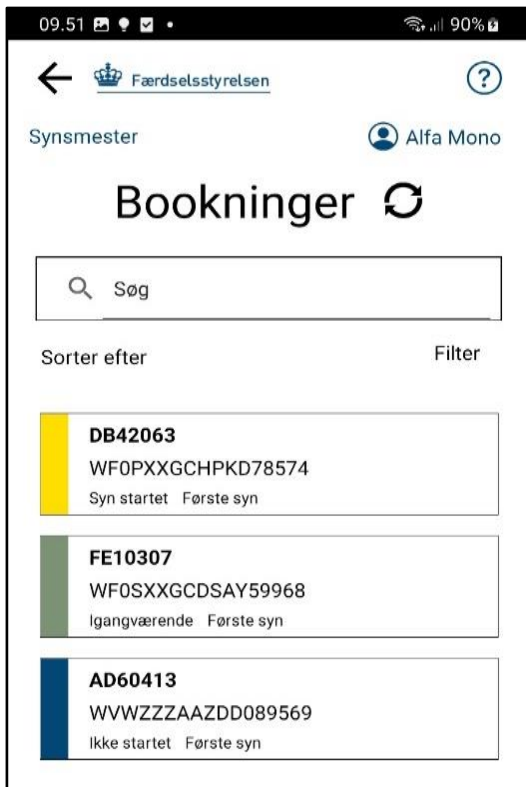 09.51 90%
Færdselsstyrelsen ?
Synsmester Alfa Mono
Bookninger
Søg
Sorter efter Filter
DB42063
WF0PXXGCHPKD78574
Syn startet Første syn
FE10307
WF0SXXGCDSAY59968
Igangværende Første syn
AD60413
WVWZZZAAZDD089569
Ikke startet Første syn